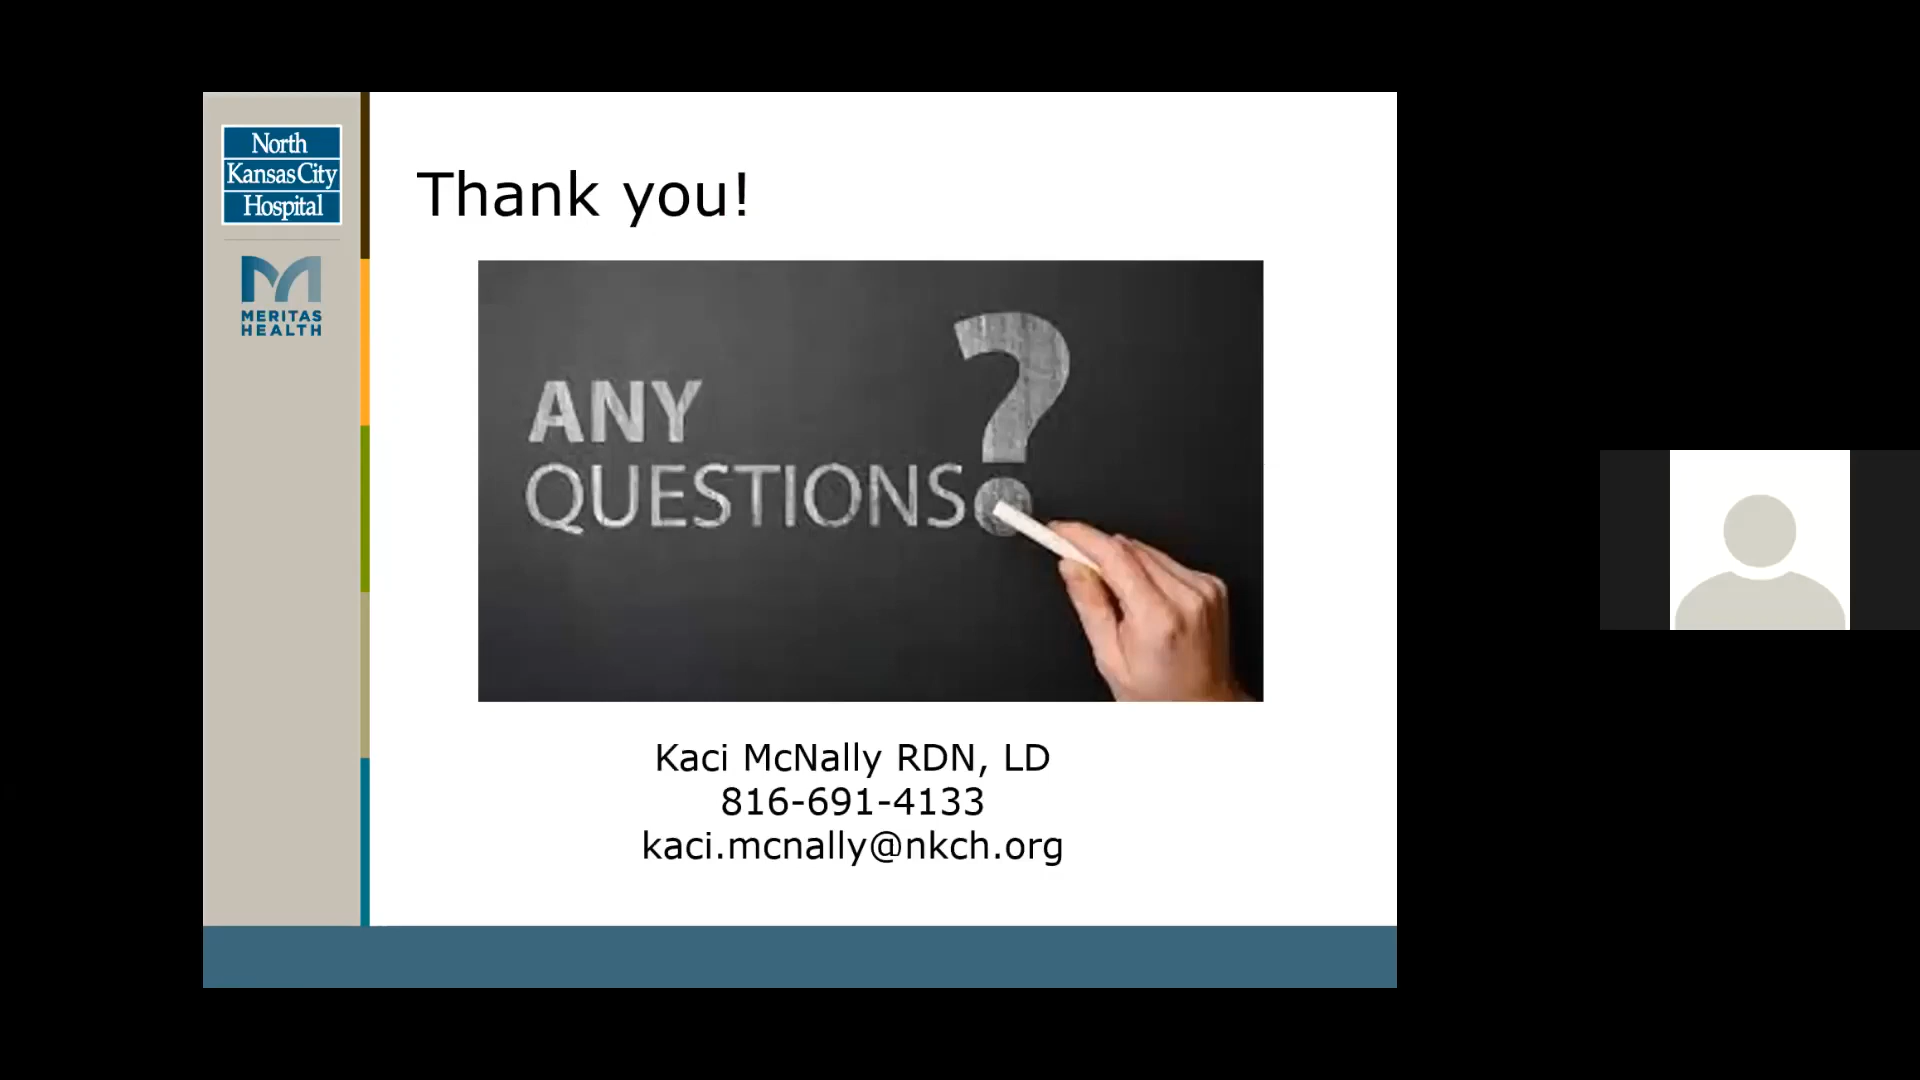 North
Kansas City
Hospital
MERITAS
HEALTH
Thank you!
ANY
QUESTIONS?
Kaci McNally RDN, LD
816-691-4133
kaci.mcnally@nkch.org